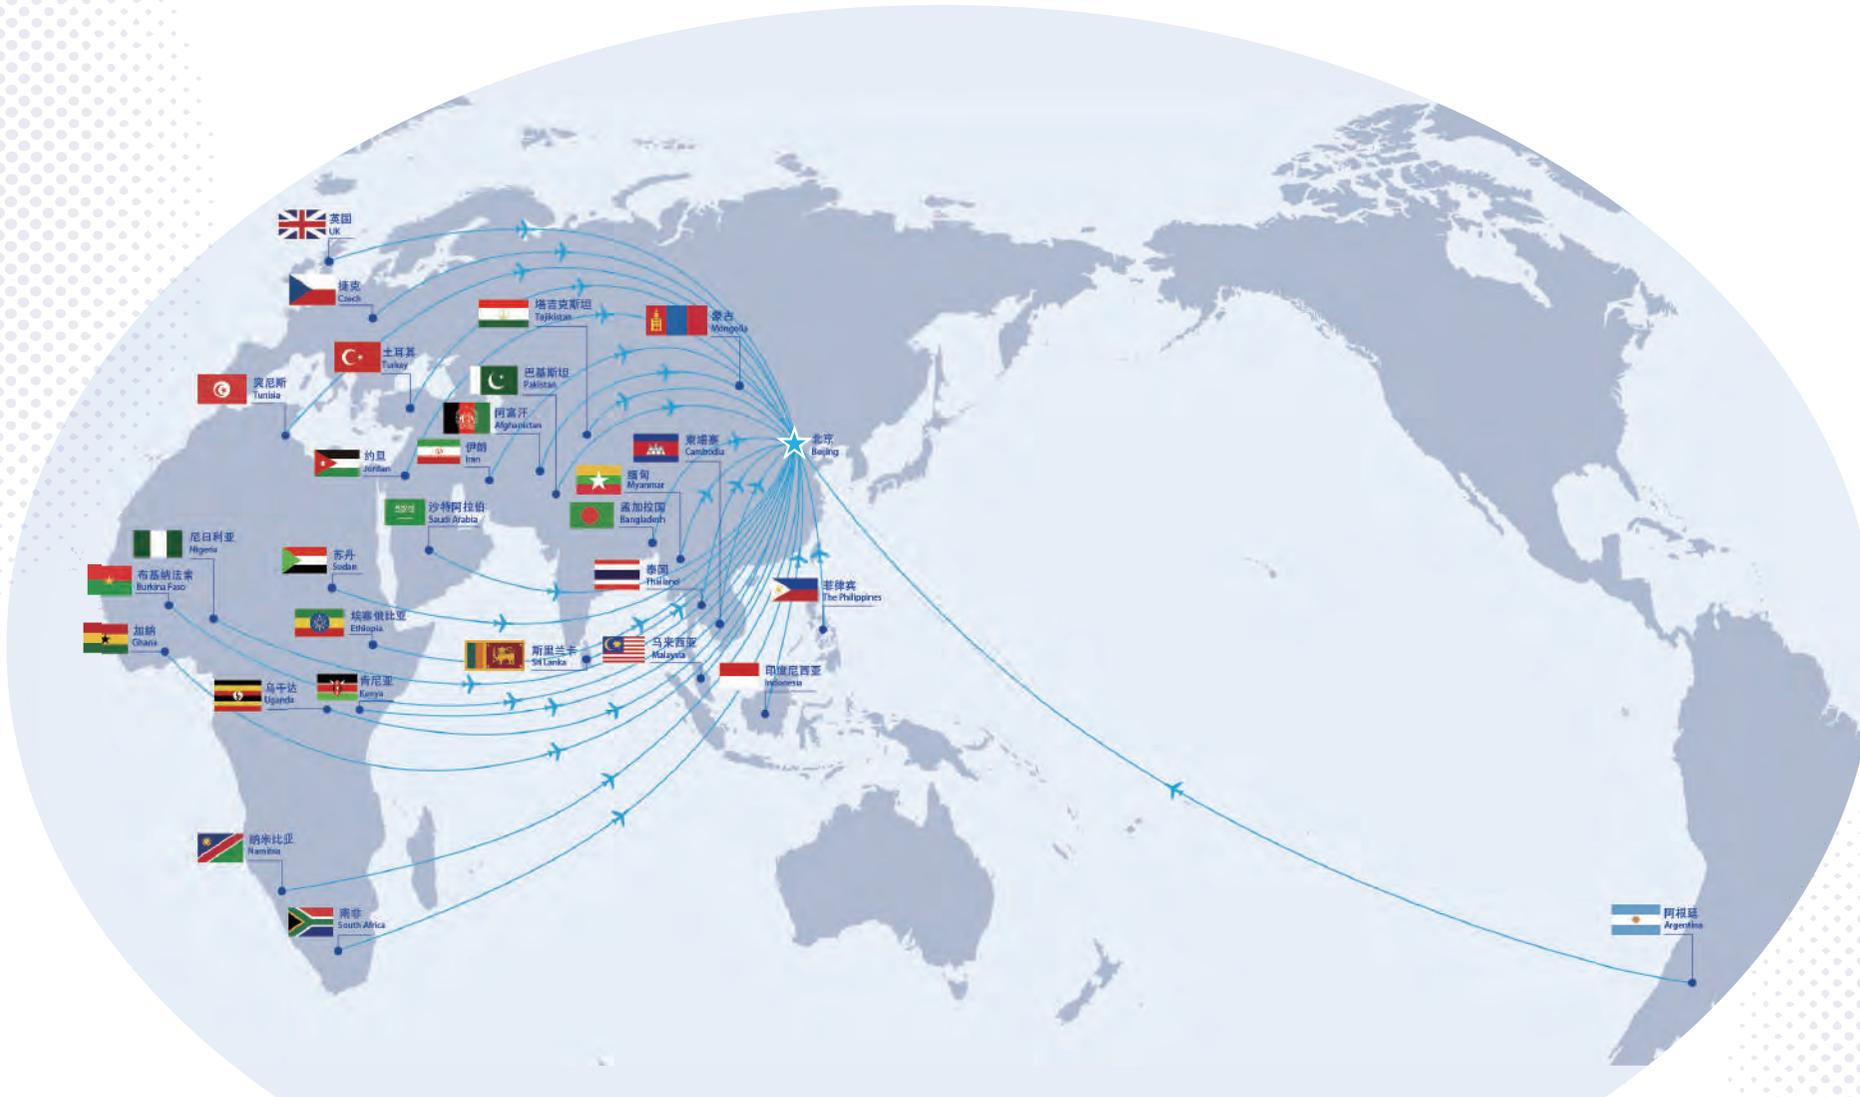 英国
UK
捷克
Czech
塔吉克斯坦
Tajikistan
蒙古
Mongolia
土耳其
Turkey
巴基斯坦
Pakistan
突尼斯
Tunisia
阿富汗
Afghanistan
柬埔寨
Cambodia
北京
Beijing
约旦
Jordan
伊朗
Iran
缅甸
Myanmar
沙特阿拉伯
Saudi Arabia
孟加拉国
Bangladesh
尼日利亚
Nigeria
苏丹
Sudan
布基纳法索
Burkina Faso
泰国
Thailand
菲律宾
The Philippines
埃塞俄比亚
Ethiopia
加纳
Ghana
斯里兰卡
Sri Lanka
马来西亚
Malaysia
印度尼西亚
Indonesia
乌干达
Uganda
肯尼亚
Kenya
纳米比亚
Namibia
南非
South Africa
阿根廷
Argentina